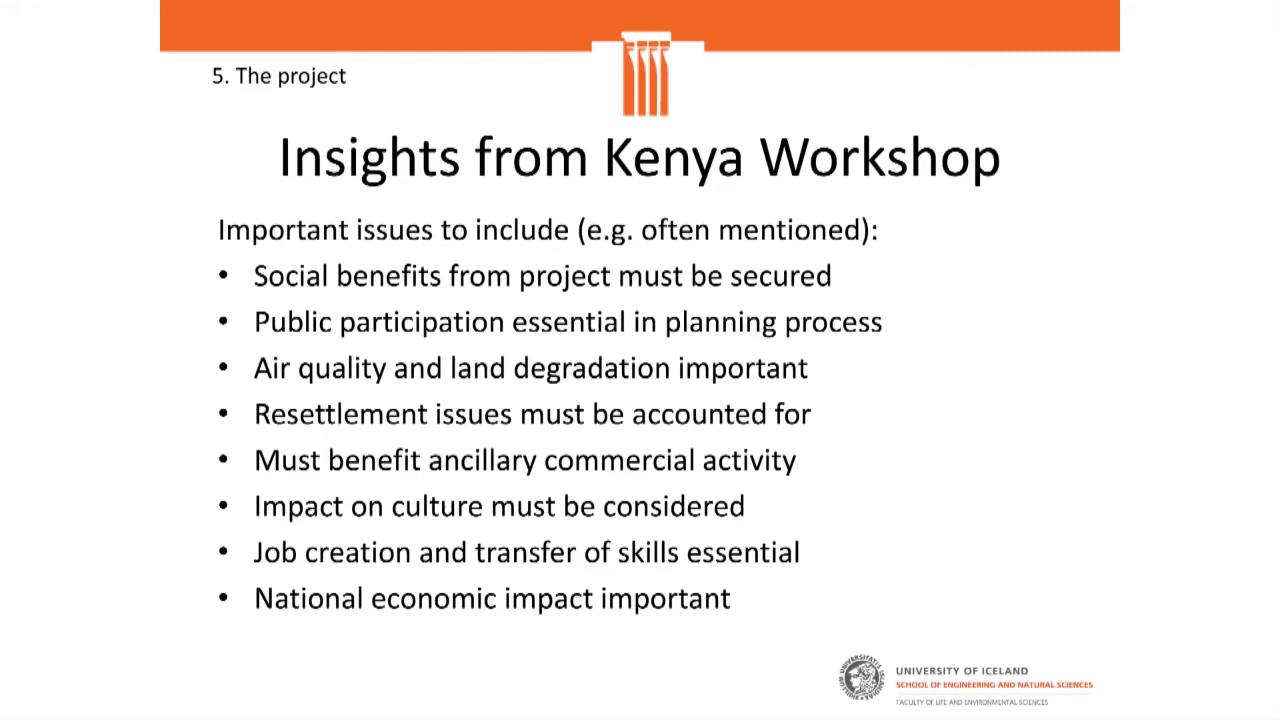 5. The project
Insights from Kenya Workshop
Important issues to include (e.g. often mentioned):
• Social benefits from project must be secured
• Public participation essential in planning process
• Air quality and land degradation important
• Resettlement issues must be accounted for
• Must benefit ancillary commercial activity
• Impact on culture must be considered
• Job creation and transfer of skills essential
• National economic impact important
UNIVERSITY OF ICELAND
SCHOOL OF ENGINEERING AND NATURAL SCIENCES
FACULTY OF LIFE AND ENVIRONMENTAL SCIENCES